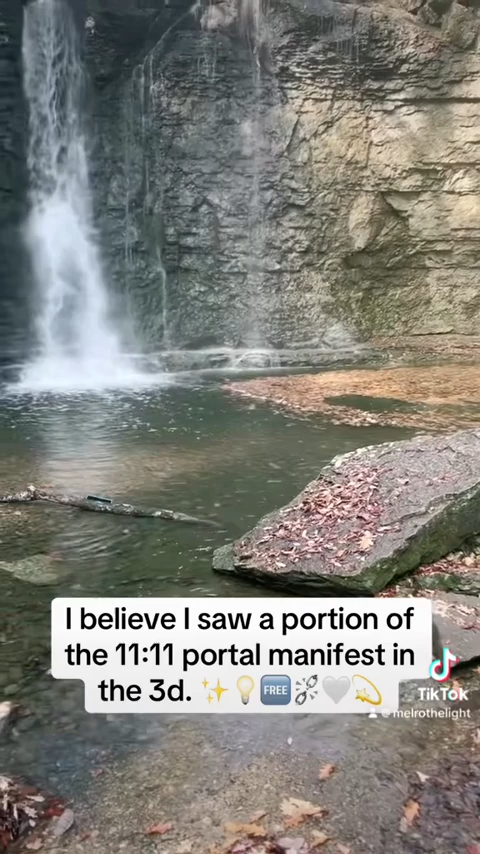 I believe I saw a portion of
the 11:11 portal manifest in
the 3d. ✨💡🆓⛓️‍💥🩶💫
TikTok
@melrothelight